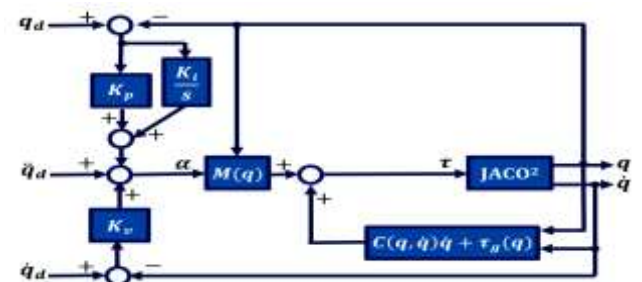 q_d + −
K_p
K_i/s
+ +
q̈_d + α M(q) + τ JACO² q
q̇
+ +
K_v
C(q, q̇)q̇ + τ_g(q)
q̇_d + −